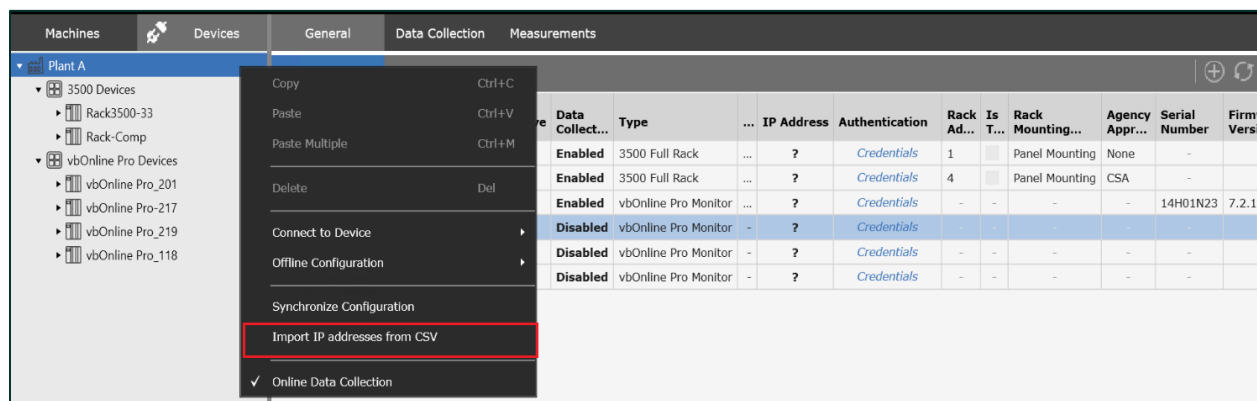 Machines Devices General Data Collection Measurements
Plant A
3500 Devices
Rack3500-33
Rack-Comp
vbOnline Pro Devices
vbOnline Pro_201
vbOnline Pro-217
vbOnline Pro_219
vbOnline Pro_118
Copy Ctrl+C
Paste Ctrl+V
Paste Multiple Ctrl+M
Delete Del
Connect to Device
Offline Configuration
Synchronize Configuration
Import IP addresses from CSV
✓ Online Data Collection
Data Collect... Type ... IP Address Authentication Rack Ad... Is T... Rack Mounting... Agency Appr... Serial Number Firm Versi
Enabled 3500 Full Rack ... ? Credentials 1 Panel Mounting None -
Enabled 3500 Full Rack ... ? Credentials 4 Panel Mounting CSA -
Enabled vbOnline Pro Monitor ... ? Credentials - - - - 14H01N23 7.2.1
Disabled vbOnline Pro Monitor - ? Credentials - - - - -
Disabled vbOnline Pro Monitor - ? Credentials - - - - -
Disabled vbOnline Pro Monitor - ? Credentials - - - - -